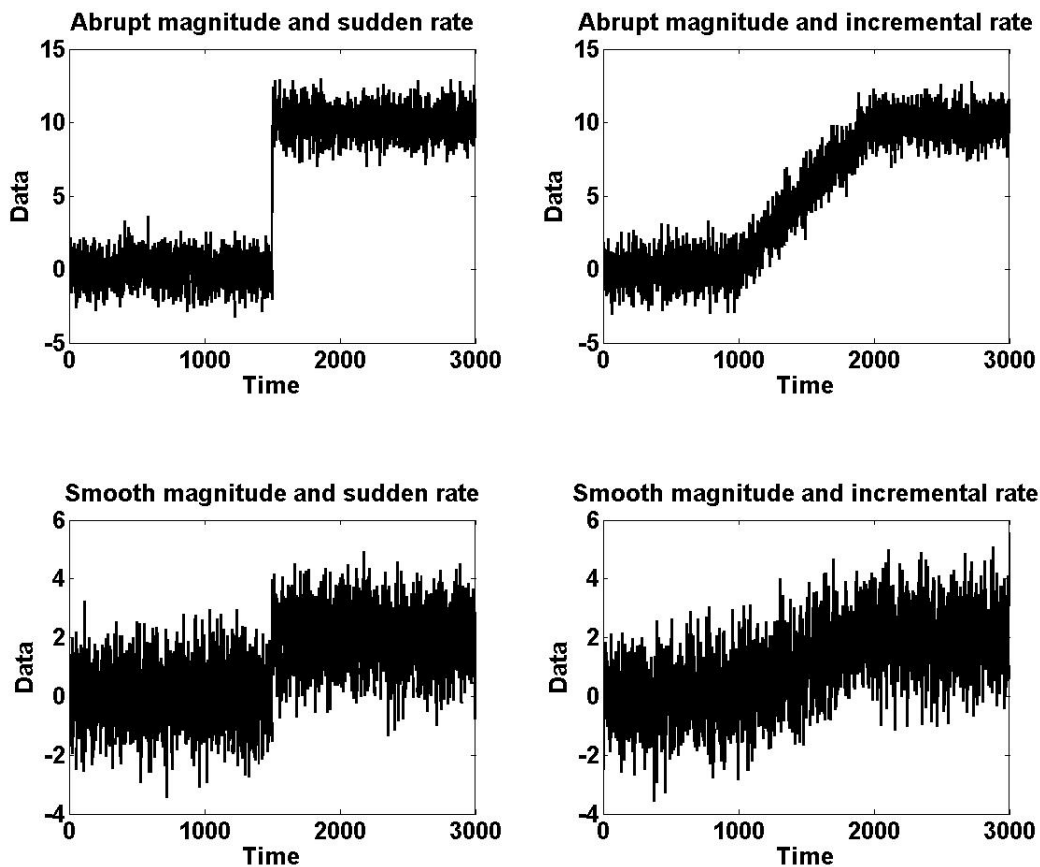 Abrupt magnitude and sudden rate
15
10
5
0
−5
Data
0 1000 2000 3000
Time
Abrupt magnitude and incremental rate
15
10
5
0
−5
Data
0 1000 2000 3000
Time
Smooth magnitude and sudden rate
6
4
2
0
−2
−4
Data
0 1000 2000 3000
Time
Smooth magnitude and incremental rate
6
4
2
0
−2
−4
Data
0 1000 2000 3000
Time